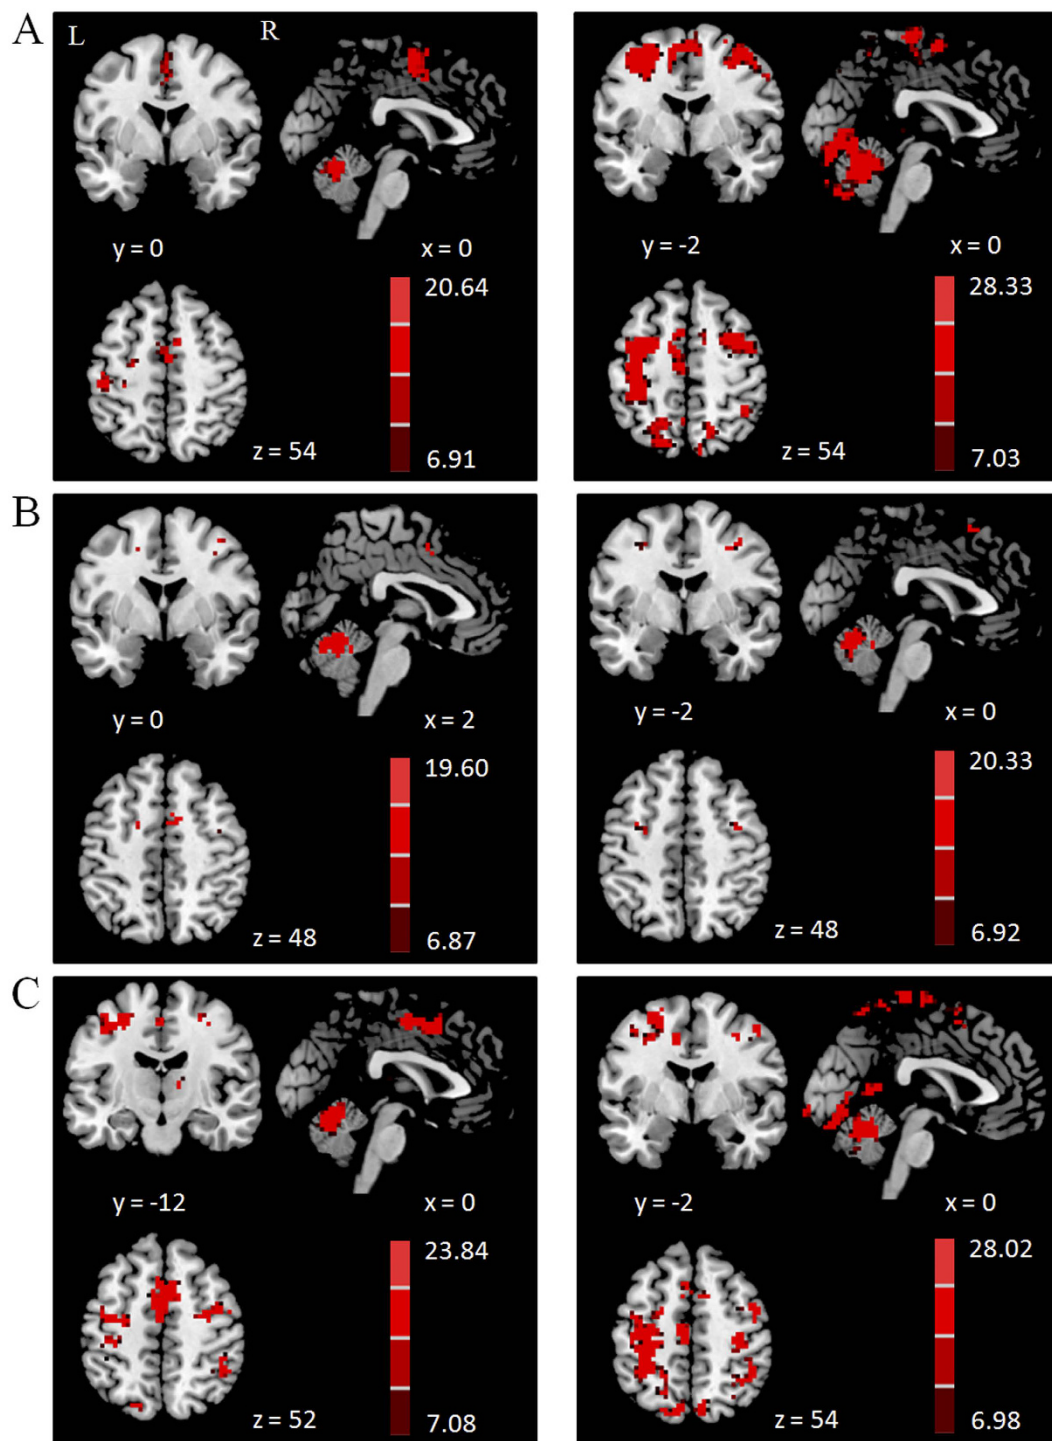 A
L R
y = 0 x = 0
20.64
z = 54 6.91
y = -2 x = 0
28.33
z = 54 7.03
B
y = 0 x = 2
19.60
z = 48 6.87
y = -2 x = 0
20.33
z = 48 6.92
C
y = -12 x = 0
23.84
z = 52 7.08
y = -2 x = 0
28.02
z = 54 6.98